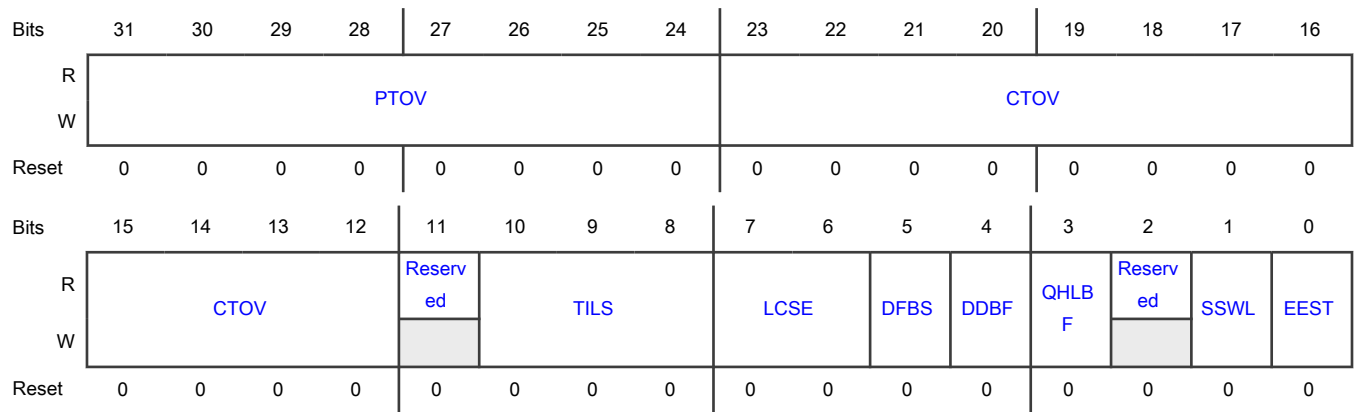 Bits 31 30 29 28 27 26 25 24 23 22 21 20 19 18 17 16
R
PTOV CTOV
W
Reset 0 0 0 0 0 0 0 0 0 0 0 0 0 0 0 0
Bits 15 14 13 12 11 10 9 8 7 6 5 4 3 2 1 0
R CTOV Reserv
ed TILS LCSE DFBS DDBF QHLB
F Reserv
ed SSWL EEST
W
Reset 0 0 0 0 0 0 0 0 0 0 0 0 0 0 0 0